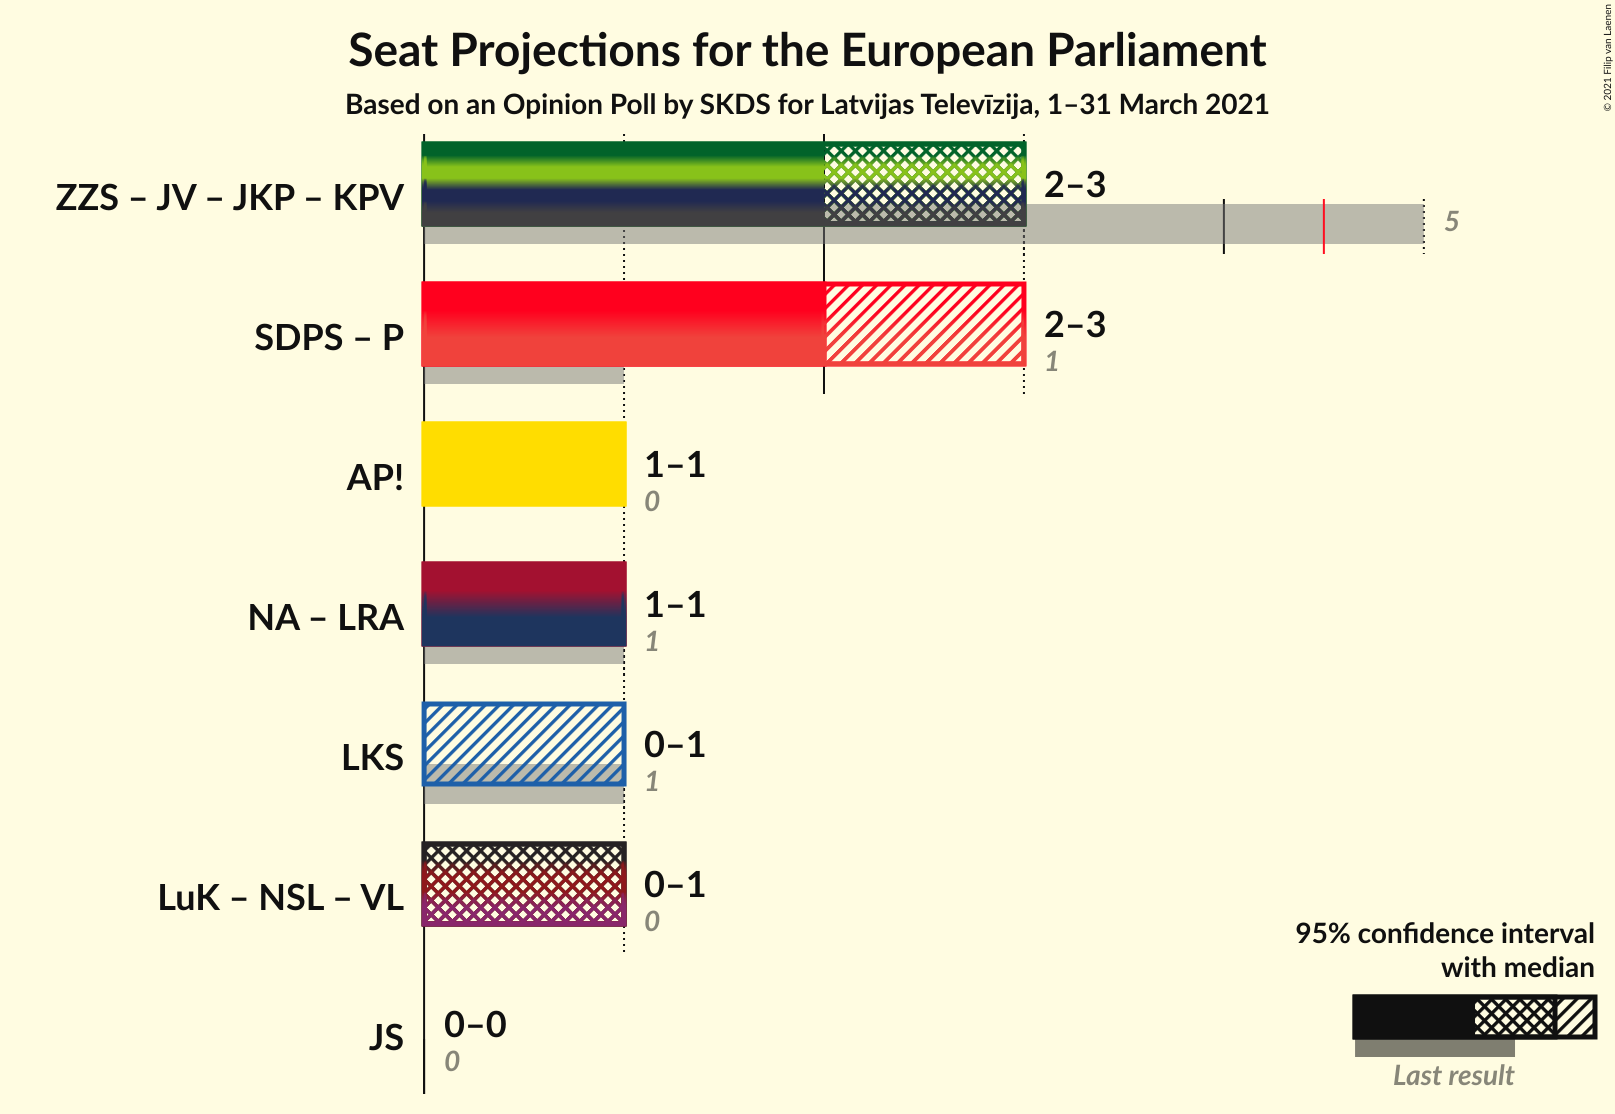 Seat Projections for the European Parliament
Based on an Opinion Poll by SKDS for Latvijas Televīzija, 1–31 March 2021
© 2021 Filip van Laenen
ZZS – JV – JKP – KPV
2–3
5
SDPS – P
2–3
1
AP!
1–1
0
NA – LRA
1–1
1
LKS
0–1
1
LuK – NSL – VL
0–1
0
JS
0–0
0
95% confidence interval
with median
Last result